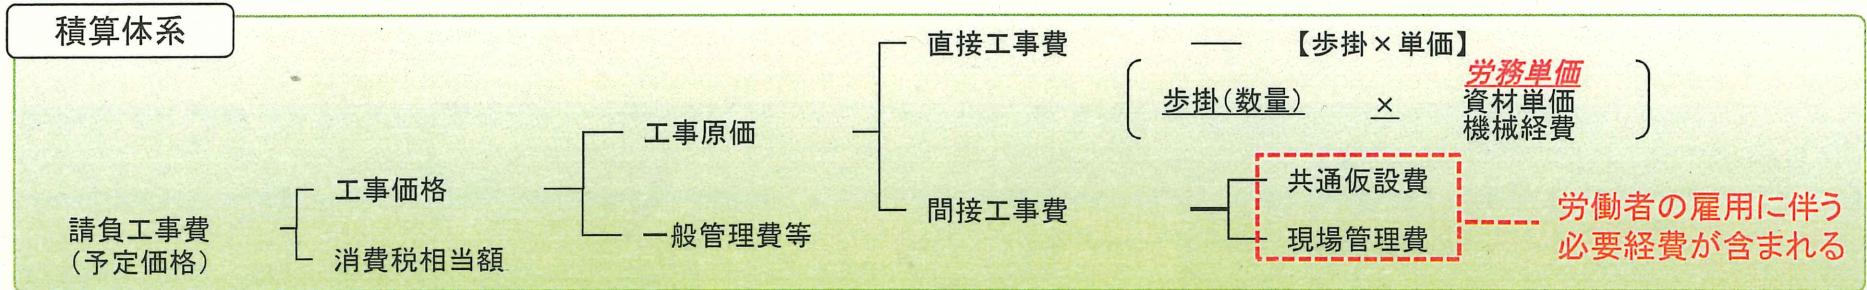 積算体系
請負工事費
（予定価格）
工事価格
消費税相当額
工事原価
一般管理費等
直接工事費
【歩掛×単価】
歩掛（数量）
×
労務単価
資材単価
機械経費
間接工事費
共通仮設費
現場管理費
労働者の雇用に伴う
必要経費が含まれる